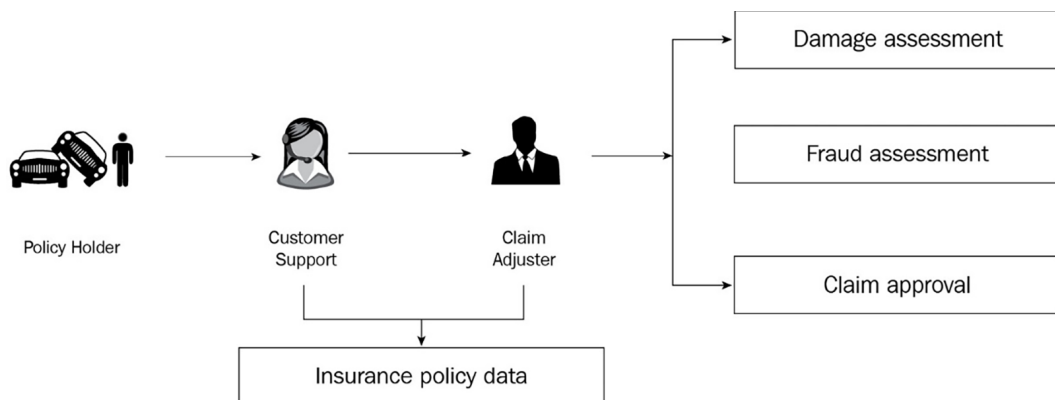 Damage assessment
Fraud assessment
Policy Holder
Customer
Support
Claim
Adjuster
Claim approval
Insurance policy data